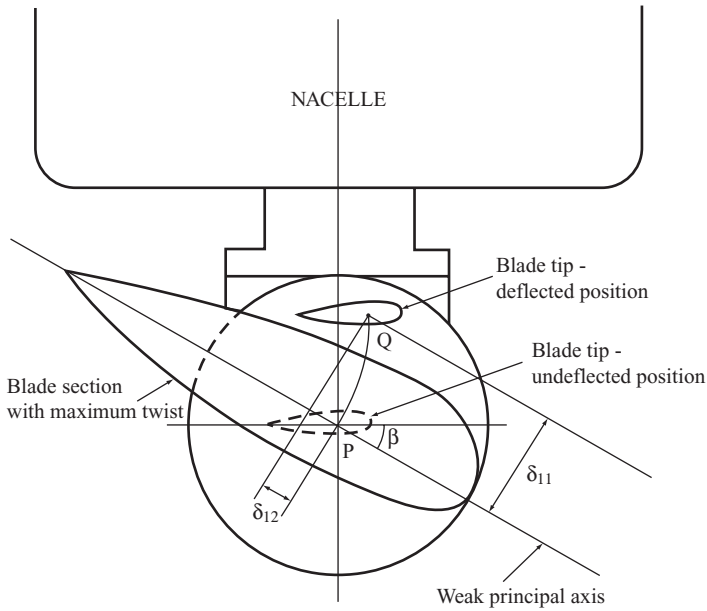 NACELLE
Blade tip -
deflected position
Q
Blade tip -
undeflected position
Blade section
with maximum twist
β
P
δ11
δ12
Weak principal axis